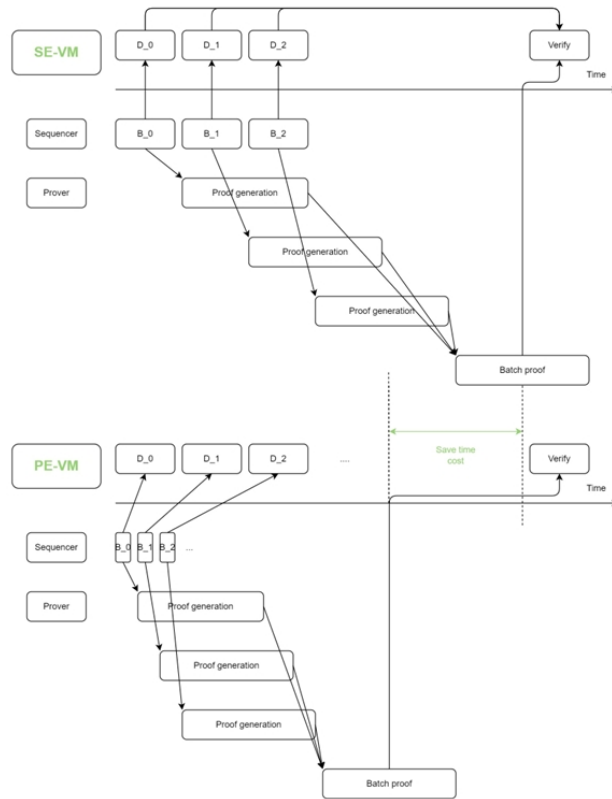 SE-VM
D_0
D_1
D_2
Verify
Time
Sequencer
B_0
B_1
B_2
Prover
Proof generation
Proof generation
Proof generation
Batch proof
Save time
cost
PE-VM
D_0
D_1
D_2
....
Verify
Time
Sequencer
B_0
B_1
B_2
...
Prover
Proof generation
Proof generation
Proof generation
Batch proof